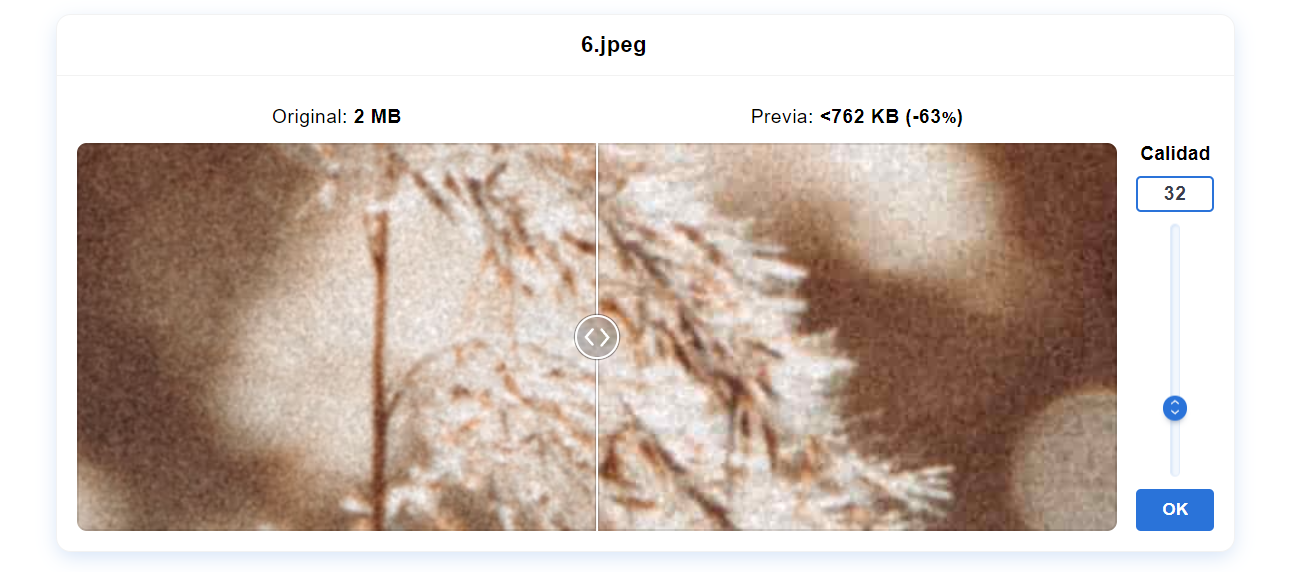 6.jpeg
Original: 2 MB
Previa: <762 KB (-63%)
Calidad
32
OK